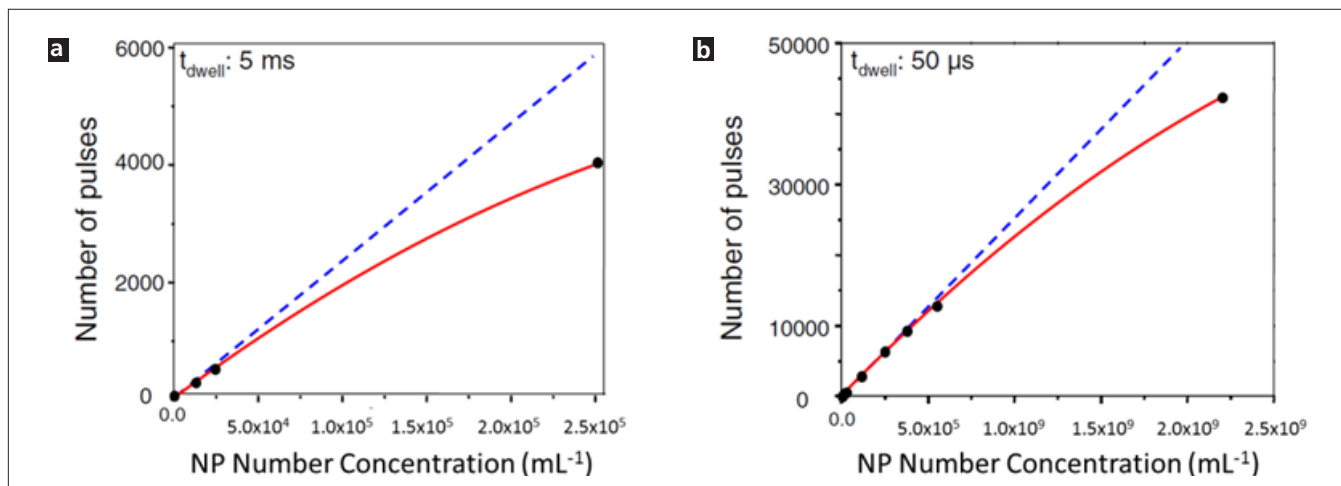 a
t_dwell: 5 ms
6000
4000
2000
0
Number of pulses
0.0
5.0x10⁴
1.0x10⁵
1.5x10⁵
2.0x10⁵
2.5x10⁵
NP Number Concentration (mL⁻¹)
b
t_dwell: 50 µs
50000
30000
10000
0
Number of pulses
0.0
5.0x10⁵
1.0x10⁹
1.5x10⁹
2.0x10⁹
2.5x10⁹
NP Number Concentration (mL⁻¹)